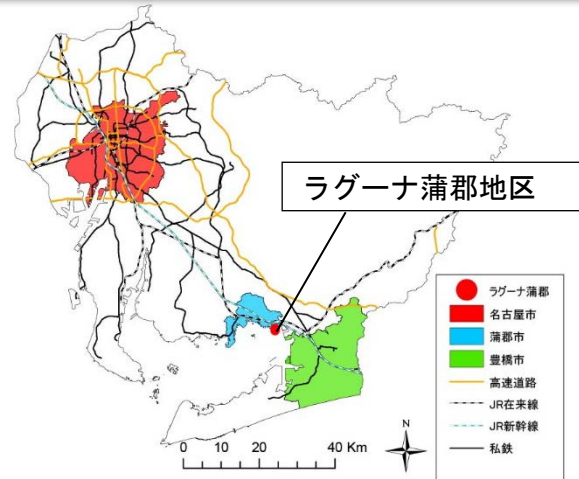 ラグーナ蒲郡地区
ラグーナ蒲郡
名古屋市
蒲郡市
豊橋市
高速道路
JR在来線
JR新幹線
私鉄
N
0 10 20 40 Km